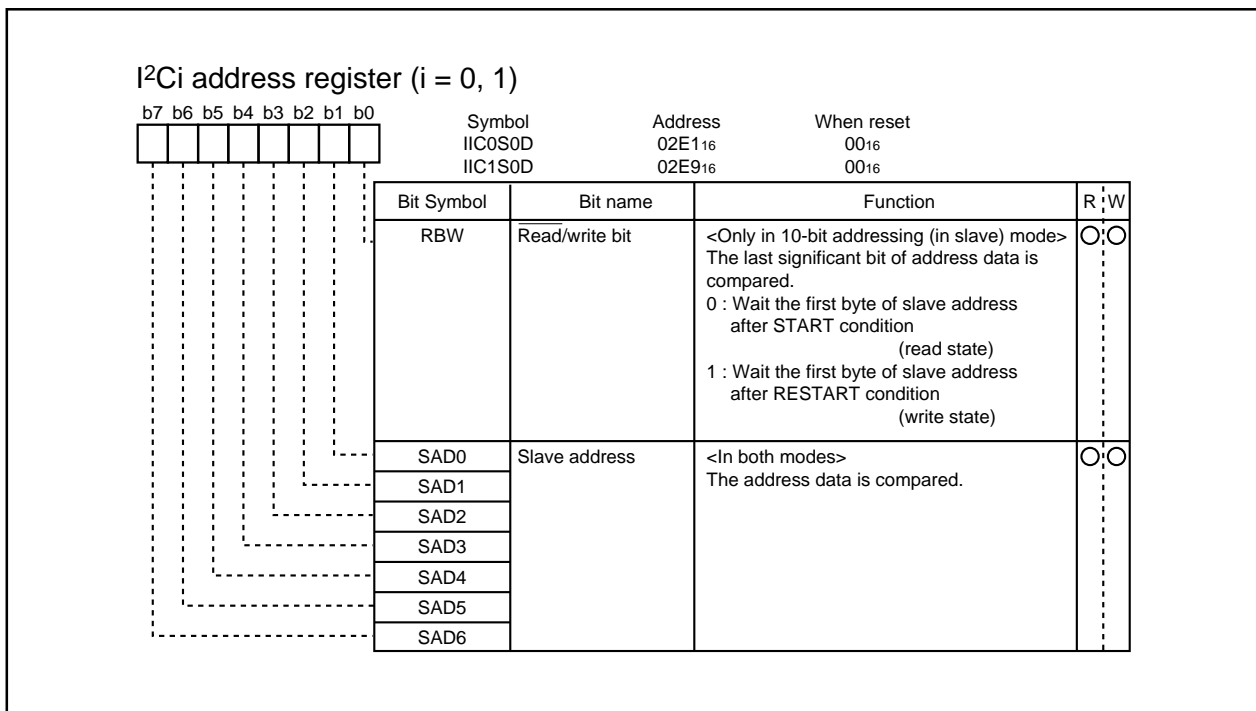 I²Ci address register (i = 0, 1)
b7 b6 b5 b4 b3 b2 b1 b0
Symbol Address When reset
IIC0S0D 02E1₁₆ 00₁₆
IIC1S0D 02E9₁₆ 00₁₆
Bit Symbol Bit name Function R W
RBW Read/write bit <Only in 10-bit addressing (in slave) mode>
The last significant bit of address data is
compared.
0 : Wait the first byte of slave address
after START condition
(read state)
1 : Wait the first byte of slave address
after RESTART condition
(write state)
SAD0 Slave address <In both modes>
SAD1 The address data is compared.
SAD2
SAD3
SAD4
SAD5
SAD6